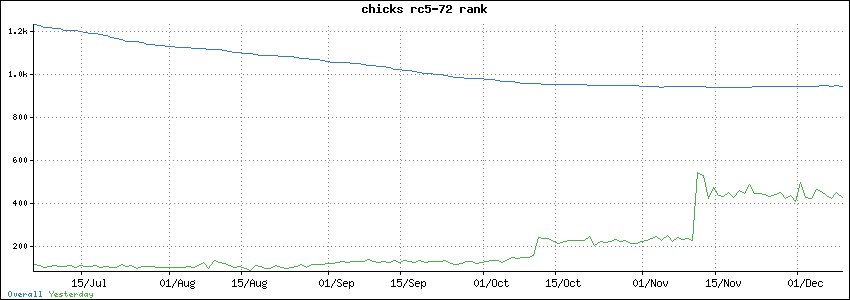 chicks rc5-72 rank
1.2k
1.0k
800
600
400
200
15/Jul 01/Aug 15/Aug 01/Sep 15/Sep 01/Oct 15/Oct 01/Nov 15/Nov 01/Dec
Overall Yesterday